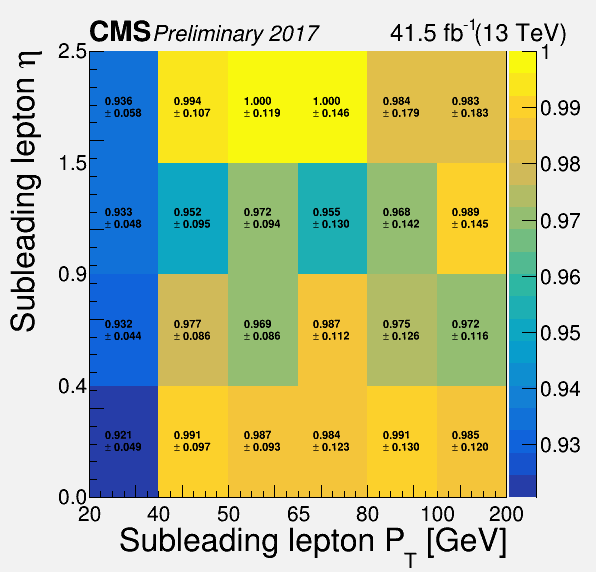 CMS Preliminary 2017 41.5 fb-1(13 TeV)
Subleading lepton η
2.5
1.5
0.9
0.4
0.0
0.936 0.994 1.000 1.000 0.984 0.983
± 0.058 ± 0.107 ± 0.119 ± 0.146 ± 0.179 ± 0.183
0.933 0.952 0.972 0.955 0.968 0.989
± 0.048 ± 0.095 ± 0.094 ± 0.130 ± 0.142 ± 0.145
0.932 0.977 0.969 0.987 0.975 0.972
± 0.044 ± 0.086 ± 0.086 ± 0.112 ± 0.126 ± 0.116
0.921 0.991 0.987 0.984 0.991 0.985
± 0.049 ± 0.097 ± 0.093 ± 0.123 ± 0.130 ± 0.120
1
0.99
0.98
0.97
0.96
0.95
0.94
0.93
20 40 50 65 80 100 200
Subleading lepton PT [GeV]